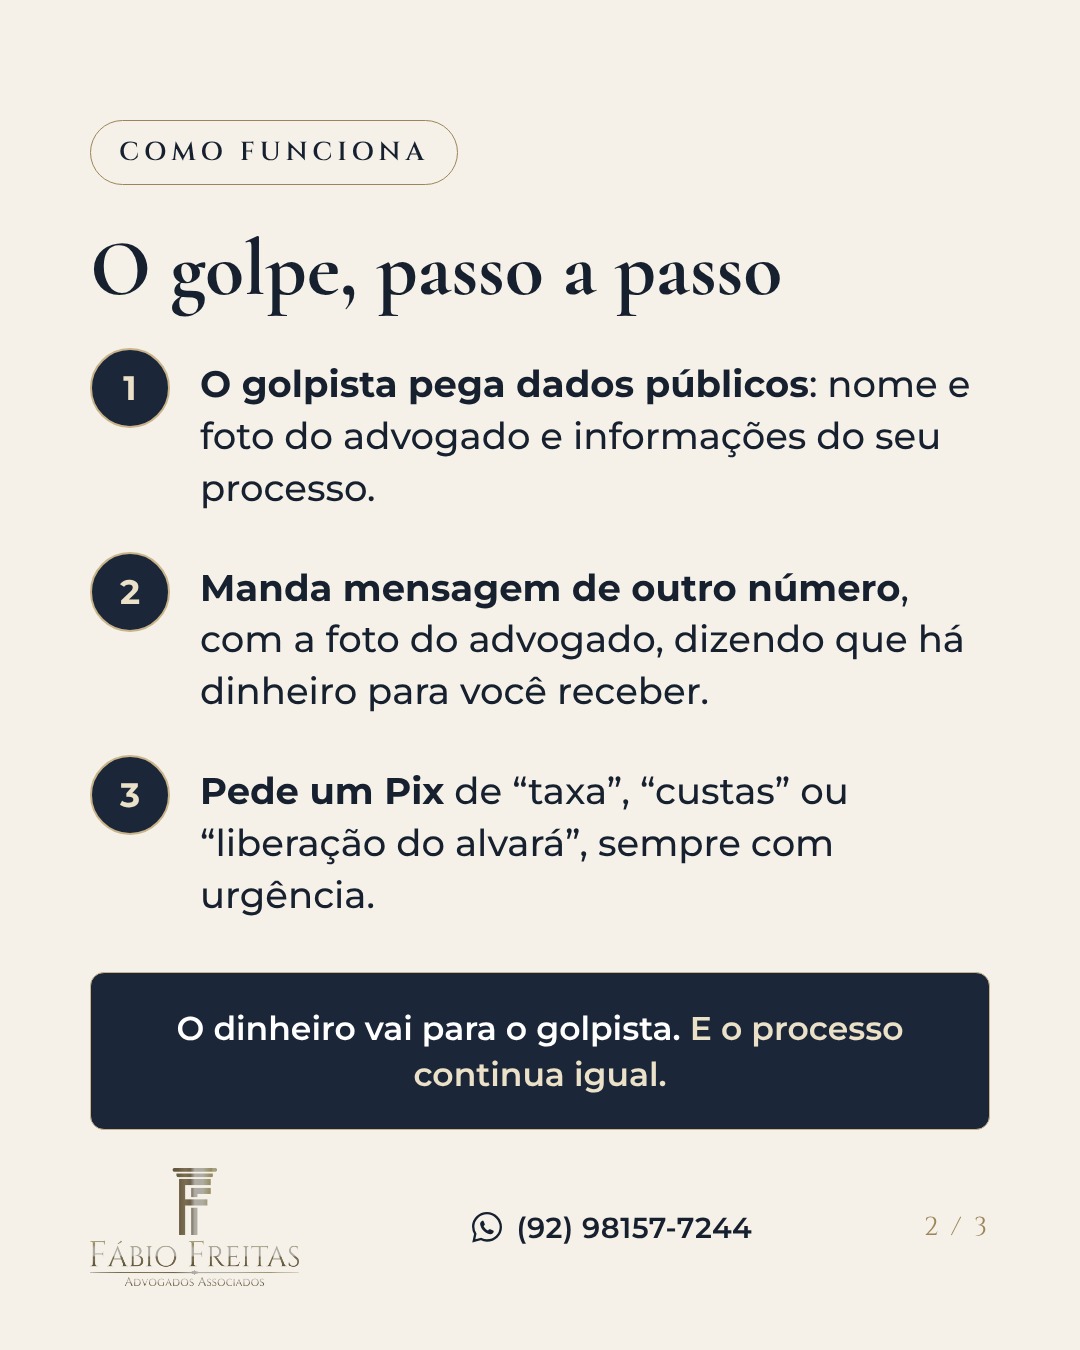 COMO FUNCIONA
O golpe, passo a passo
1
O golpista pega dados públicos: nome e
foto do advogado e informações do seu
processo.
2
Manda mensagem de outro número,
com a foto do advogado, dizendo que há
dinheiro para você receber.
3
Pede um Pix de “taxa”, “custas” ou
“liberação do alvará”, sempre com
urgência.
O dinheiro vai para o golpista. E o processo
continua igual.
FÁBIO FREITAS
ADVOGADOS ASSOCIADOS
(92) 98157-7244
2 / 3